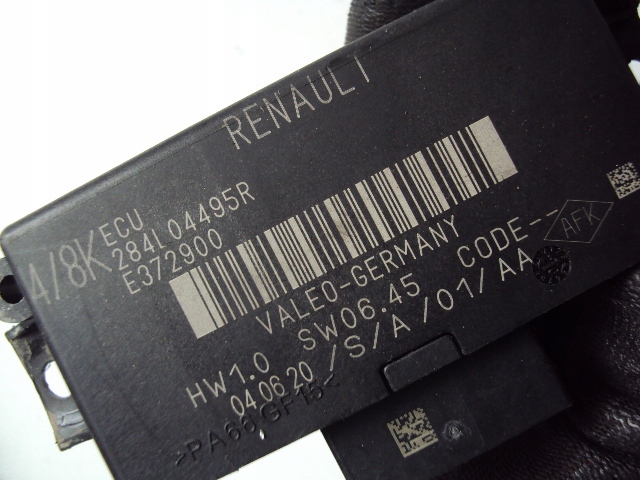 RENAULT
4/8K ECU
284L04495R
E372900
VALEO-GERMANY
HW1.0 SW06.45 CODE--
AFK
04.06.20 /S/A/01/AA
>PA66 GF15<